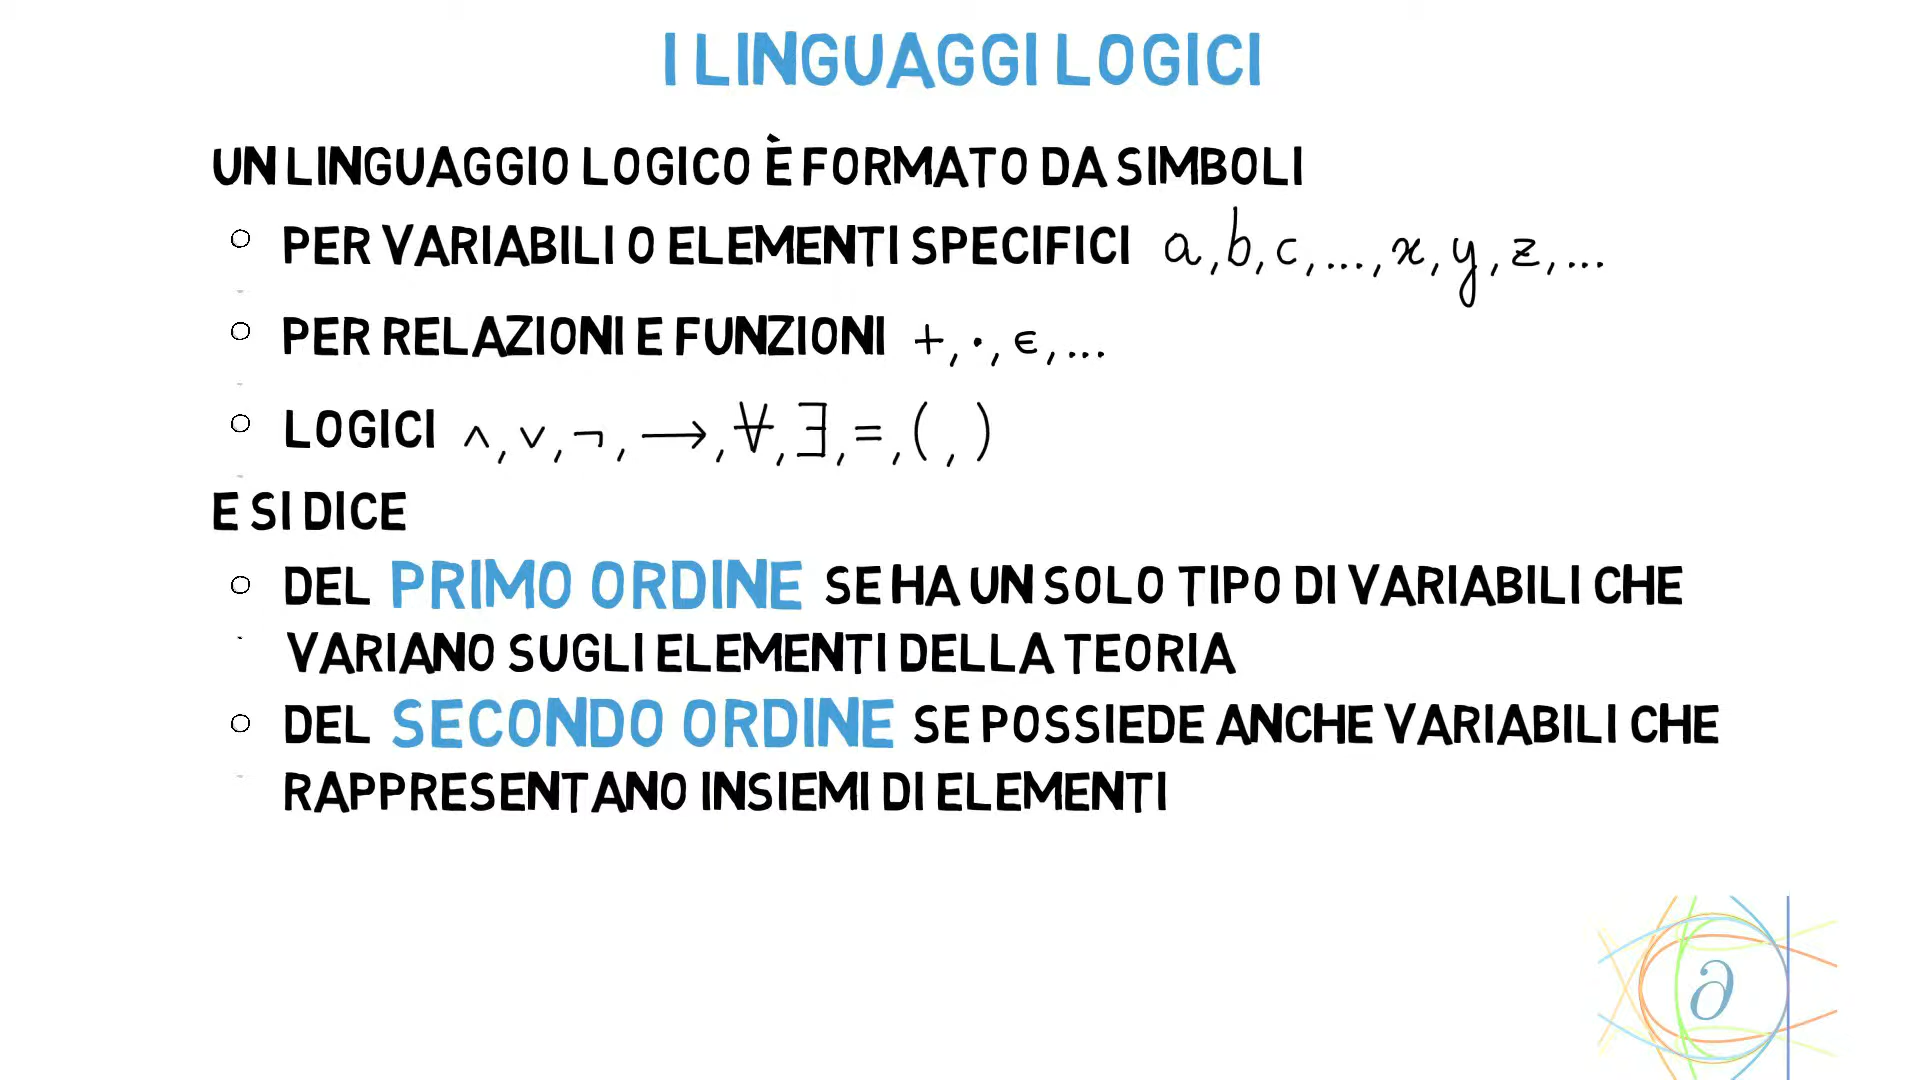 I LINGUAGGI LOGICI
UN LINGUAGGIO LOGICO È FORMATO DA SIMBOLI
○ PER VARIABILI O ELEMENTI SPECIFICI a, b, c, ..., x, y, z, ...
○ PER RELAZIONI E FUNZIONI +, ·, ∈, ...
○ LOGICI ∧, ∨, ¬, ⟶, ∀, ∃, =, (, )
E SI DICE
○ DEL PRIMO ORDINE SE HA UN SOLO TIPO DI VARIABILI CHE
VARIANO SUGLI ELEMENTI DELLA TEORIA
○ DEL SECONDO ORDINE SE POSSIEDE ANCHE VARIABILI CHE
RAPPRESENTANO INSIEMI DI ELEMENTI
∂